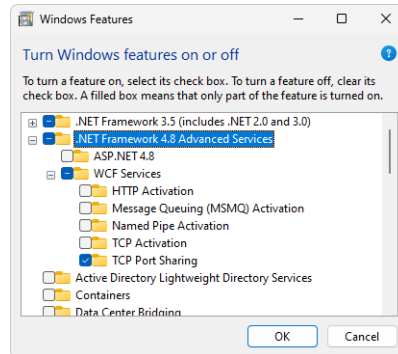 Windows Features
Turn Windows features on or off
To turn a feature on, select its check box. To turn a feature off, clear its
check box. A filled box means that only part of the feature is turned on.
.NET Framework 3.5 (includes .NET 2.0 and 3.0)
.NET Framework 4.8 Advanced Services
ASP.NET 4.8
WCF Services
HTTP Activation
Message Queuing (MSMQ) Activation
Named Pipe Activation
TCP Activation
TCP Port Sharing
Active Directory Lightweight Directory Services
Containers
Data Center Bridging
OK Cancel